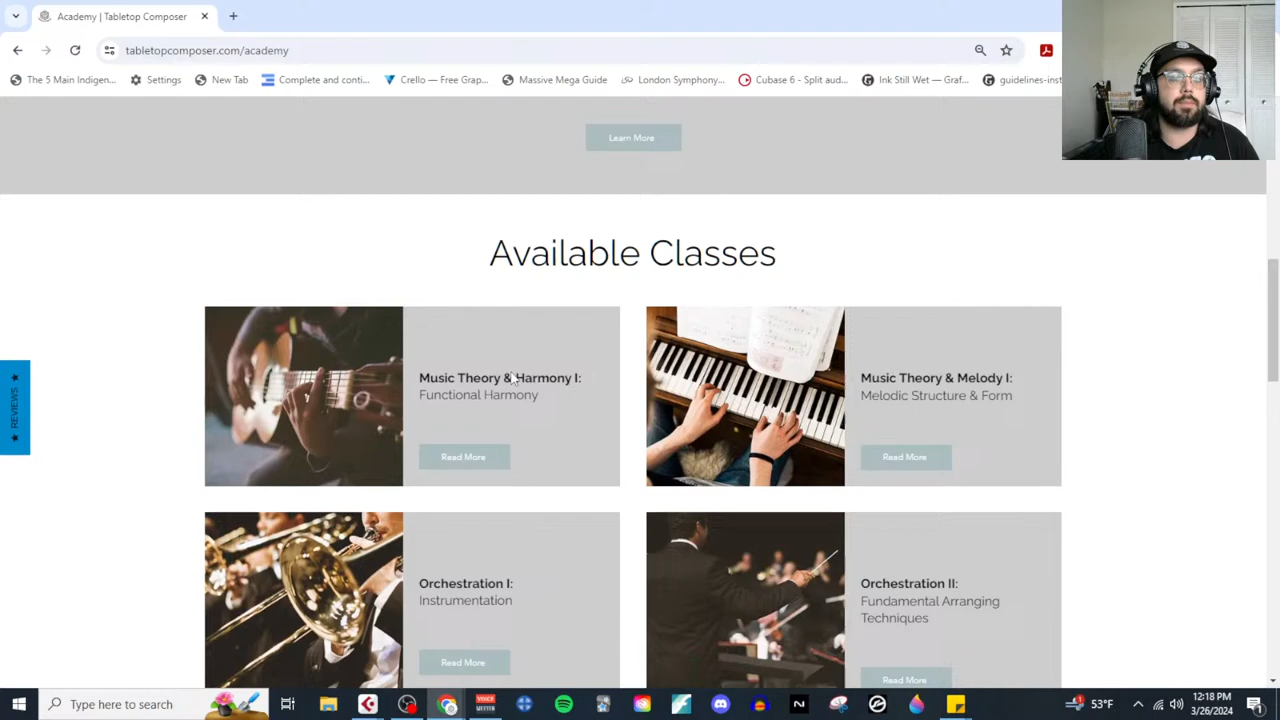 Academy | Tabletop Composer
tabletopcomposer.com/academy
The 5 Main Indigen...
Settings
New Tab
Complete and conti...
Crello — Free Grap...
Massive Mega Guide
London Symphony...
Cubase 6 - Split aud...
Ink Still Wet — Graf...
guidelines-inst
Learn More
Available Classes
Music Theory & Harmony I:
Functional Harmony
Read More
Music Theory & Melody I:
Melodic Structure & Form
Read More
Orchestration I:
Instrumentation
Read More
Orchestration II:
Fundamental Arranging
Techniques
Read More
★ REVIEWS ★
Type here to search
53°F
12:18 PM
3/26/2024